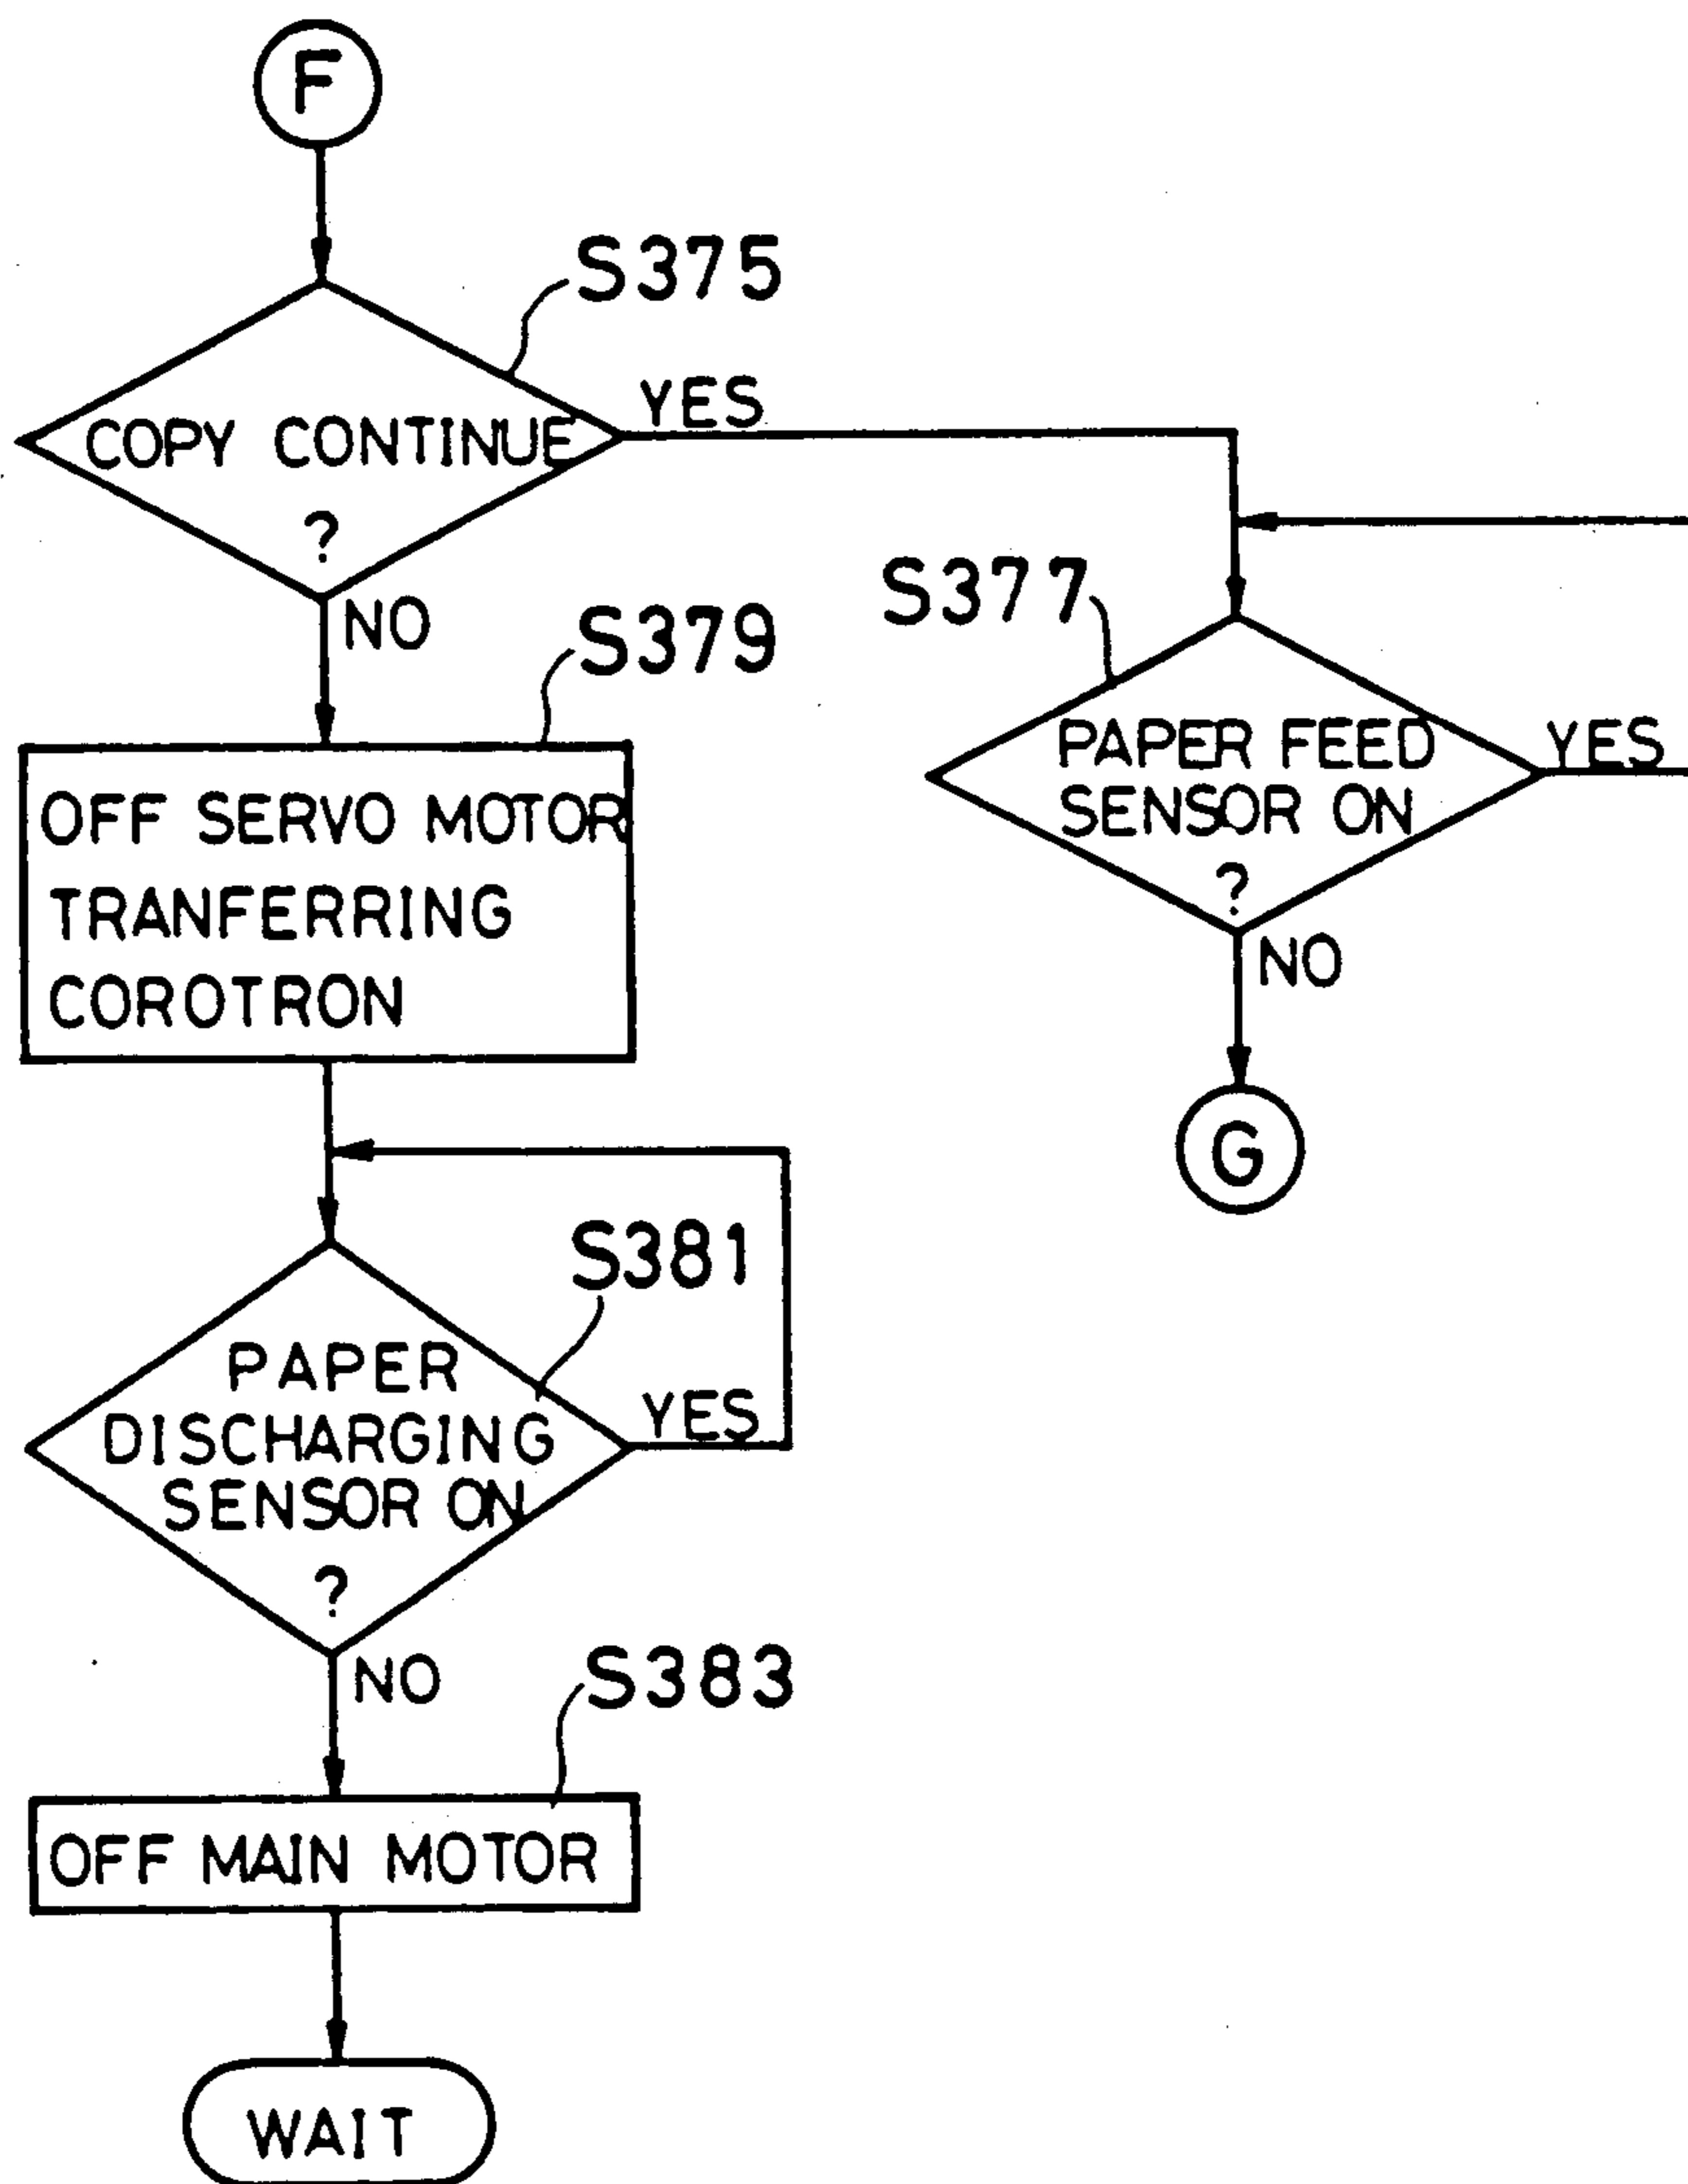 F
S375
COPY CONTINUE
?
YES
NO
S379
OFF SERVO MOTOR
TRANFERRING
COROTRON
S377
PAPER FEED
SENSOR ON
?
YES
NO
G
S381
PAPER
DISCHARGING
SENSOR ON
?
YES
NO
S383
OFF MAIN MOTOR
WAIT